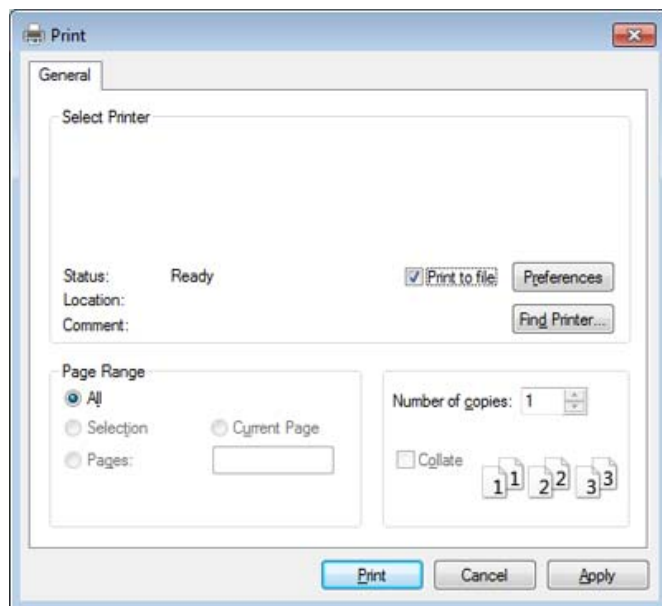 Print
General
Select Printer
Status: Ready
Print to file
Preferences
Location:
Comment:
Find Printer...
Page Range
All
Selection
Current Page
Pages:
Number of copies: 1
Collate
1 1 2 2 3 3
Print
Cancel
Apply